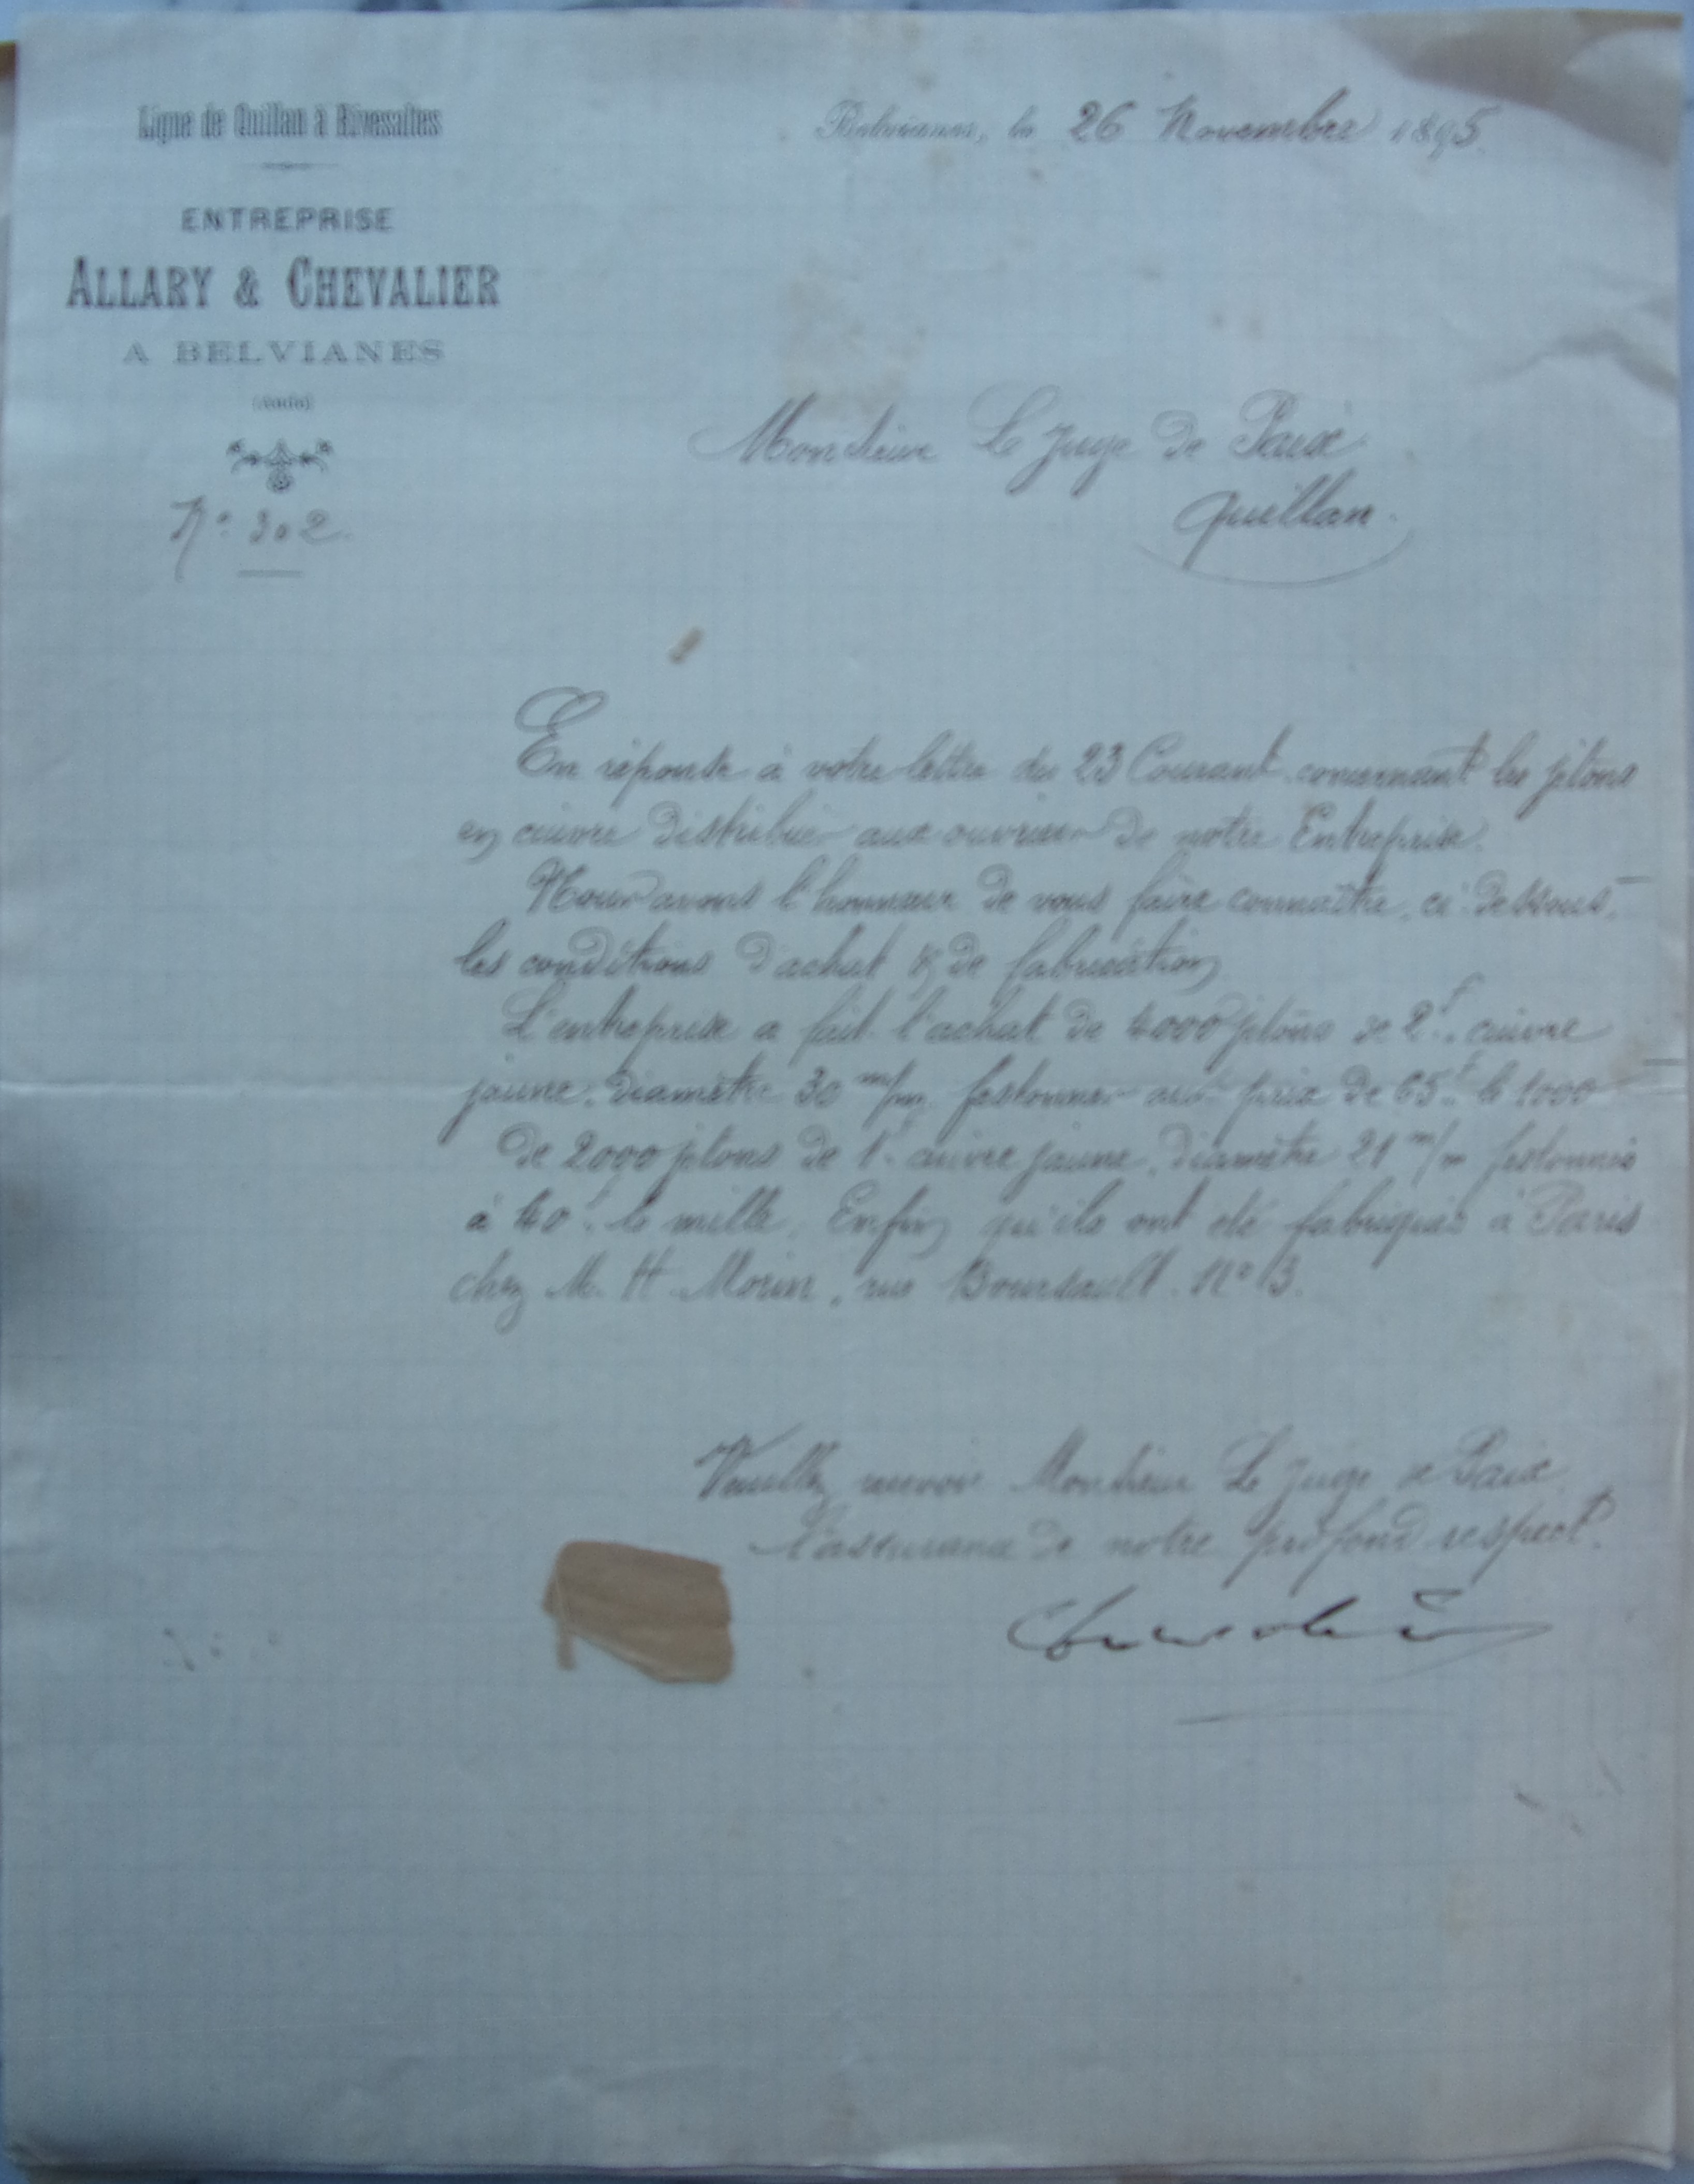 Ligne de Quillan à Rivesaltes
ENTREPRISE
ALLARY & CHEVALIER
A BELVIANES
(Aude)
N° 302
Belvianes, le 26 Novembre 1895
Monsieur Le Juge de Paix
Quillan.
En réponse à votre lettre du 23 Courant concernant les jetons
en cuivre distribués aux ouvriers de notre Entreprise.
Nous avons l'honneur de vous faire connaître, ci-dessous,
les conditions d'achat & de fabrication
L'entreprise a fait l'achat de 4000 jetons de 2f. cuivre
jaune, diamètre 30 m/m festonnés au prix de 65f le 1000
de 2000 jetons de 1f cuivre jaune, diamètre 21 m/m festonnés
à 40f le mille. Enfin qu'ils ont été fabriqués à Paris
chez M. H Morin, rue Boursault. N° 3.
Veuillez recevoir Monsieur Le Juge de Paix
l'assurance de notre profond respect.
Chevalier